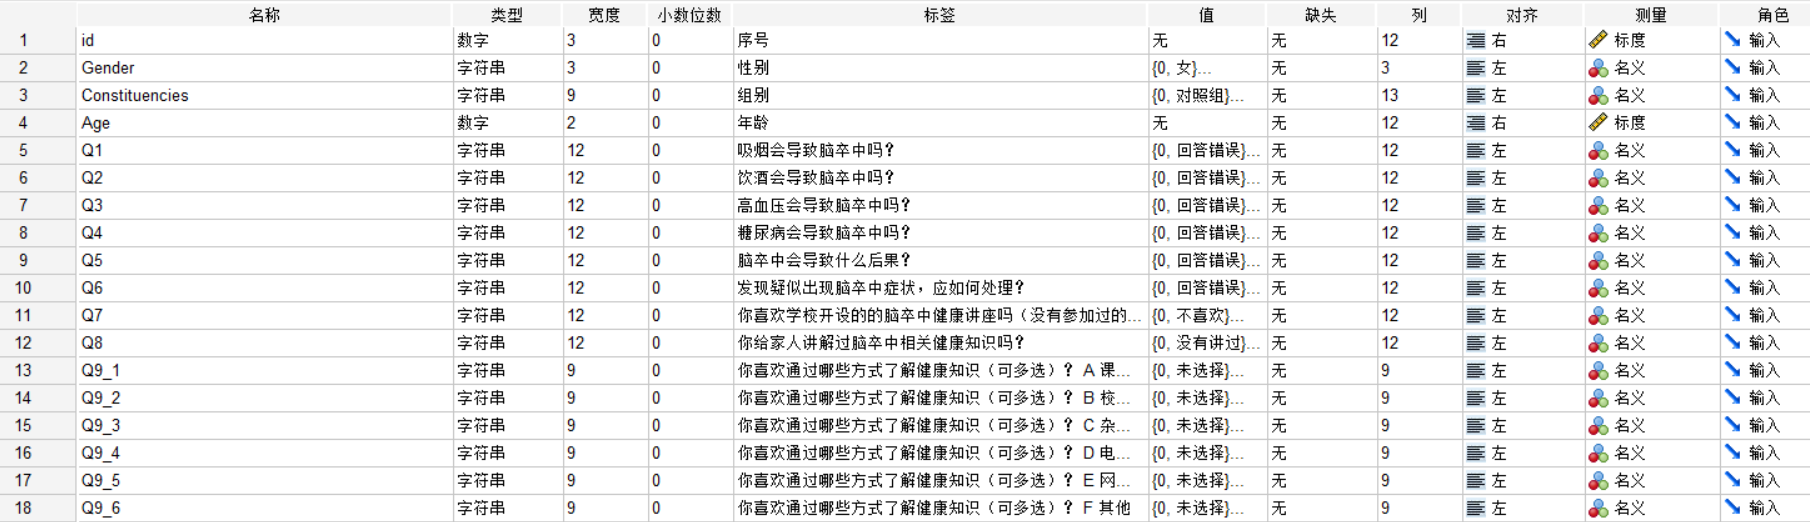 名称 类型 宽度 小数位数 标签 值 缺失 列 对齐 测量 角色
1 id 数字 3 0 序号 无 无 12 右 标度 输入
2 Gender 字符串 3 0 性别 {0, 女}... 无 3 左 名义 输入
3 Constituencies 字符串 9 0 组别 {0, 对照组}... 无 13 左 名义 输入
4 Age 数字 2 0 年龄 无 无 12 右 标度 输入
5 Q1 字符串 12 0 吸烟会导致脑卒中吗？ {0, 回答错误}... 无 12 左 名义 输入
6 Q2 字符串 12 0 饮酒会导致脑卒中吗？ {0, 回答错误}... 无 12 左 名义 输入
7 Q3 字符串 12 0 高血压会导致脑卒中吗？ {0, 回答错误}... 无 12 左 名义 输入
8 Q4 字符串 12 0 糖尿病会导致脑卒中吗？ {0, 回答错误}... 无 12 左 名义 输入
9 Q5 字符串 12 0 脑卒中会导致什么后果？ {0, 回答错误}... 无 12 左 名义 输入
10 Q6 字符串 12 0 发现疑似出现脑卒中症状，应如何处理？ {0, 回答错误}... 无 12 左 名义 输入
11 Q7 字符串 12 0 你喜欢学校开设的的脑卒中健康讲座吗（没有参加过的... {0, 不喜欢}... 无 12 左 名义 输入
12 Q8 字符串 12 0 你给家人讲解过脑卒中相关健康知识吗？ {0, 没有讲过}... 无 12 左 名义 输入
13 Q9_1 字符串 9 0 你喜欢通过哪些方式了解健康知识（可多选）？ A 课... {0, 未选择}... 无 9 左 名义 输入
14 Q9_2 字符串 9 0 你喜欢通过哪些方式了解健康知识（可多选）？ B 校... {0, 未选择}... 无 9 左 名义 输入
15 Q9_3 字符串 9 0 你喜欢通过哪些方式了解健康知识（可多选）？ C 杂... {0, 未选择}... 无 9 左 名义 输入
16 Q9_4 字符串 9 0 你喜欢通过哪些方式了解健康知识（可多选）？ D 电... {0, 未选择}... 无 9 左 名义 输入
17 Q9_5 字符串 9 0 你喜欢通过哪些方式了解健康知识（可多选）？ E 网... {0, 未选择}... 无 9 左 名义 输入
18 Q9_6 字符串 9 0 你喜欢通过哪些方式了解健康知识（可多选）？ F 其他 {0, 未选择}... 无 9 左 名义 输入